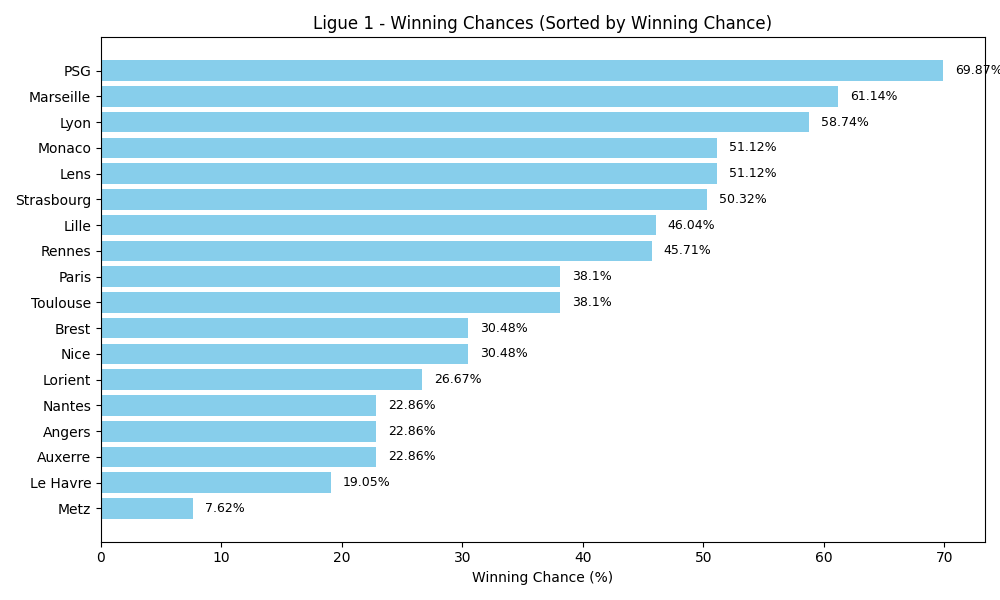 Ligue 1 - Winning Chances (Sorted by Winning Chance)
PSG 69.87%
Marseille 61.14%
Lyon 58.74%
Monaco 51.12%
Lens 51.12%
Strasbourg 50.32%
Lille 46.04%
Rennes 45.71%
Paris 38.1%
Toulouse 38.1%
Brest 30.48%
Nice 30.48%
Lorient 26.67%
Nantes 22.86%
Angers 22.86%
Auxerre 22.86%
Le Havre 19.05%
Metz 7.62%
0 10 20 30 40 50 60 70
Winning Chance (%)